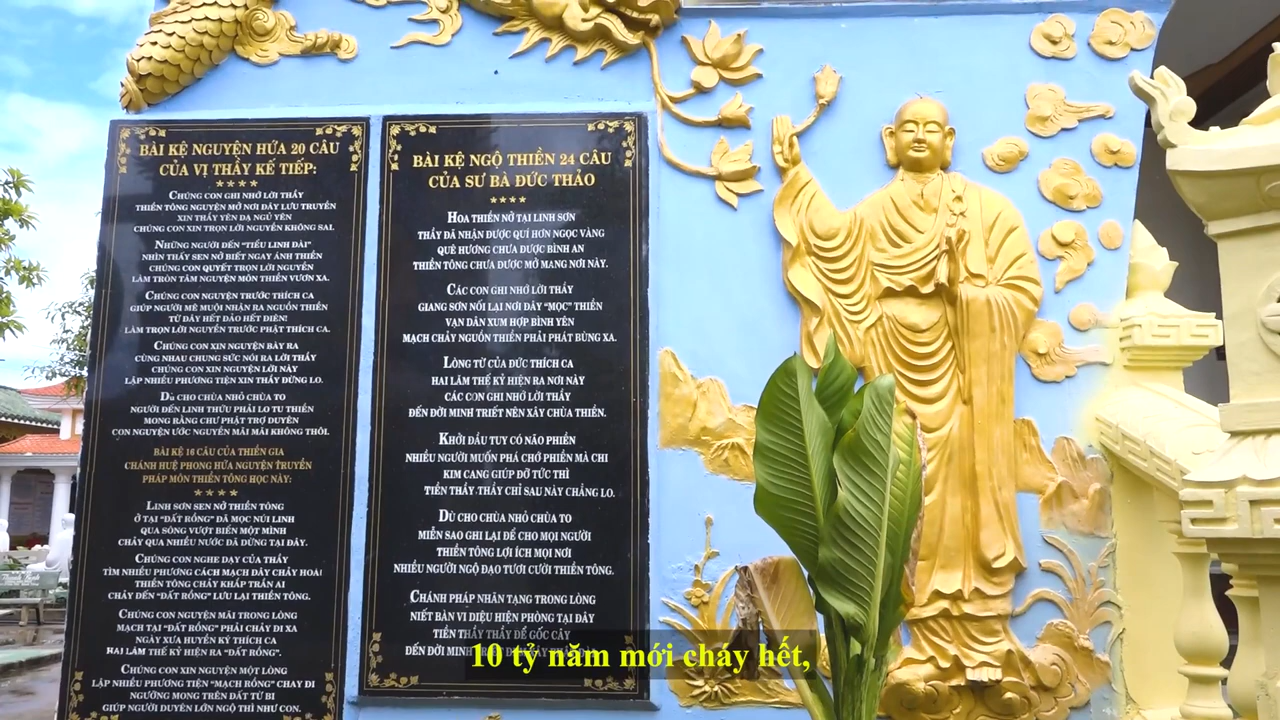 BÀI KỆ NGUYỆN HỨA 20 CÂU
CỦA VỊ THẦY KẾ TIẾP:
CHÚNG CON GHI NHỚ LỜI THẦY
THIỀN TÔNG NGUYỆN MỞ NƠI ĐÂY LƯU TRUYỀN
XIN THẦY YÊN DẠ NGỦ YÊN
CHÚNG CON XIN TRỌN LỜI NGUYỀN KHÔNG SAI.
NHỮNG NGƯỜI ĐẾN "TIỂU LINH ĐÀI"
NHÌN THẤY SEN NỞ BIẾT NGAY ÁNH THIỀN
CHÚNG CON QUYẾT TRỌN LỜI NGUYỀN
LÀM TRÒN TÂM NGUYỆN MÔN THIỀN VƯƠN XA.
CHÚNG CON NGUYỆN TRƯỚC THÍCH CA
GIÚP NGƯỜI MÊ MUỘI NHẬN RA NGUỒN THIỀN
TỪ ĐÂY HẾT ĐẢO HẾT ĐIÊN!
LÀM TRỌN LỜI NGUYỀN TRƯỚC PHẬT THÍCH CA.
CHÚNG CON XIN NGUYỆN BÀY RA
CÙNG NHAU CHUNG SỨC NÓI RA LỜI THẦY
CHÚNG CON XIN NGUYỆN LỜI NÀY
LẬP NHIỀU PHƯƠNG TIỆN XIN THẦY ĐỪNG LO.
DÙ CHO CHÙA NHỎ CHÙA TO
NGƯỜI ĐẾN LINH THỨU PHẢI LO TU THIỀN
MONG RẰNG CHƯ PHẬT TRỢ DUYÊN
CON NGUYỆN ƯỚC NGUYỀN MÃI MÃI KHÔNG THÔI.
BÀI KỆ 16 CÂU CỦA THIỀN GIA
CHÁNH HUỆ PHONG HỨA NGUYỆN TRUYỀN
PHÁP MÔN THIỀN TÔNG HỌC NÀY:
LINH SƠN SEN NỞ THIỀN TÔNG
Ở TẠI "ĐẤT RỒNG" ĐÃ MỌC NÚI LINH
QUA SÔNG VƯỢT BIỂN MỘT MÌNH
CHẢY QUA NHIỀU NƯỚC ĐÃ DỪNG TẠI ĐÂY.
CHÚNG CON NGHE DẠY CỦA THẦY
TÌM NHIỀU PHƯƠNG CÁCH MẠCH ĐÂY CHẢY HOÀI
THIỀN TÔNG CHẢY KHẮP TRẦN AI
CHẢY ĐẾN "ĐẤT RỒNG" LƯU LẠI THIỀN TÔNG.
CHÚNG CON NGUYỆN MÃI TRONG LÒNG
MẠCH TẠI "ĐẤT RỒNG" PHẢI CHẢY ĐI XA
NGÀY XƯA HUYỀN KÝ THÍCH CA
HAI LĂM THẾ KỶ HIỆN RA "ĐẤT RỒNG".
CHÚNG CON XIN NGUYỆN MỘT LÒNG
LẬP NHIỀU PHƯƠNG TIỆN "MẠCH RỒNG" CHẠY ĐI
NGƯỠNG MONG TRÊN ĐẤT TỪ BI
GIÚP NGƯỜI DUYÊN LỚN NGỘ THÌ NHƯ CON.
BÀI KỆ NGỘ THIỀN 24 CÂU
CỦA SƯ BÀ ĐỨC THẢO
HOA THIỀN NỞ TẠI LINH SƠN
THẦY ĐÃ NHẬN ĐƯỢC QUÍ HƠN NGỌC VÀNG
QUÊ HƯƠNG CHƯA ĐƯỢC BÌNH AN
THIỀN TÔNG CHƯA ĐƯỢC MỞ MANG NƠI NÀY.
CÁC CON GHI NHỚ LỜI THẦY
GIANG SƠN NỐI LẠI NƠI ĐÂY "MỌC" THIỀN
VẠN DÂN XUM HỢP BÌNH YÊN
MẠCH CHẢY NGUỒN THIỀN PHẢI PHÁT BÙNG XA.
LÒNG TỪ CỦA ĐỨC THÍCH CA
HAI LĂM THẾ KỶ HIỆN RA NƠI NÀY
CÁC CON GHI NHỚ LỜI THẦY
ĐẾN ĐỜI MINH TRIẾT NÊN XÂY CHÙA THIỀN.
KHỞI ĐẦU TUY CÓ NÃO PHIỀN
NHIỀU NGƯỜI MUỐN PHÁ CHỚ PHIỀN MÀ CHI
KIM CANG GIÚP ĐỠ TỨC THÌ
TIỀN THẦY THẤY CHỈ SAU NÀY CHẲNG LO.
DÙ CHO CHÙA NHỎ CHÙA TO
MIỄN SAO GHI LẠI ĐỂ CHO MỌI NGƯỜI
THIỀN TÔNG LỢI ÍCH MỌI NƠI
NHIỀU NGƯỜI NGỘ ĐẠO TƯƠI CƯỜI THIỀN TÔNG.
CHÁNH PHÁP NHÃN TẠNG TRONG LÒNG
NIẾT BÀN VI DIỆU HIỆN PHÒNG TẠI ĐÂY
TIỀN THẦY THẤY ĐỂ GỐC CÂY
ĐẾN ĐỜI MINH
10 tỷ năm mới cháy hết,